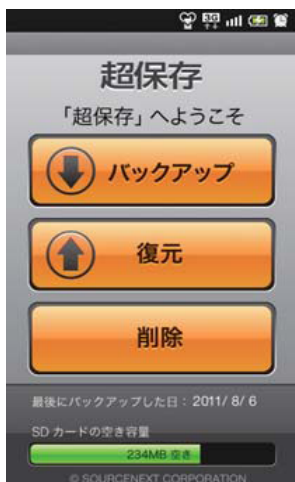 3G
超保存
「超保存」へようこそ
バックアップ
復元
削除
最後にバックアップした日：2011/ 8/ 6
SD カードの空き容量
234MB 空き
© SOURCENEXT CORPORATION